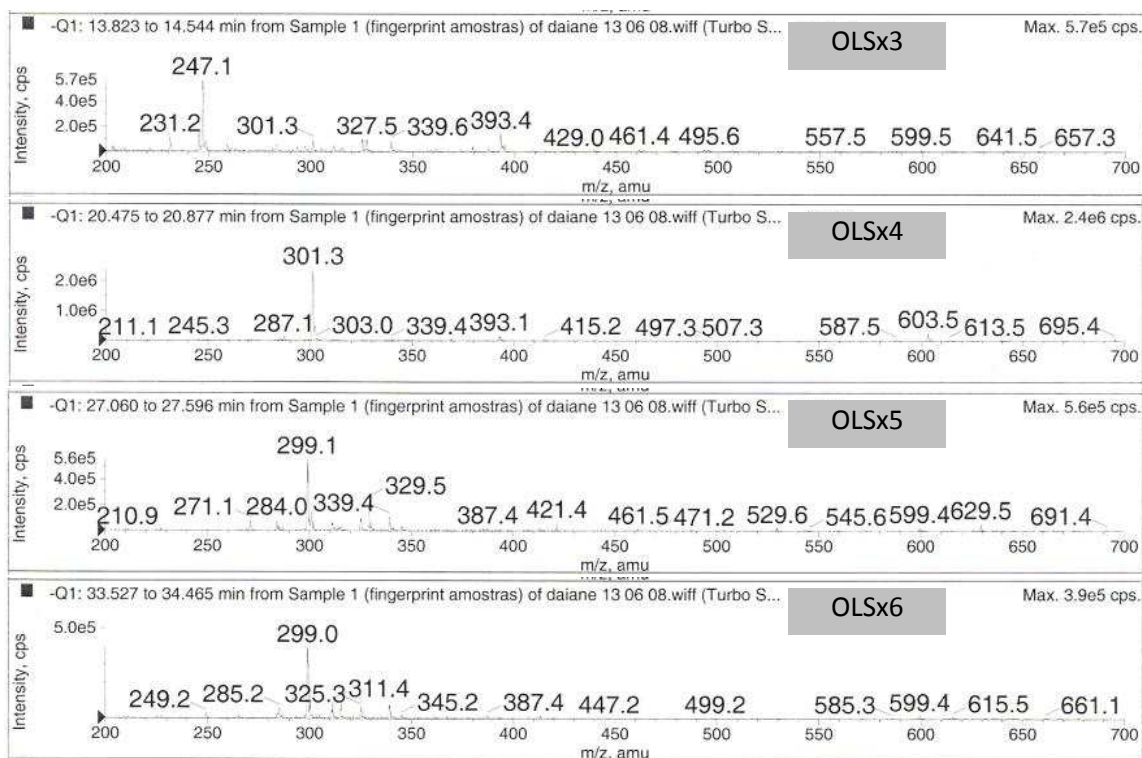 -Q1: 13.823 to 14.544 min from Sample 1 (fingerprint amostras) of daiane 13 06 08.wiff (Turbo S... OLSx3 Max. 5.7e5 cps.
Intensity, cps
5.7e5
4.0e5
2.0e5
247.1
231.2 301.3 327.5 339.6 393.4 429.0 461.4 495.6 557.5 599.5 641.5 657.3
200 250 300 350 400 450 500 550 600 650 700
m/z, amu
-Q1: 20.475 to 20.877 min from Sample 1 (fingerprint amostras) of daiane 13 06 08.wiff (Turbo S... OLSx4 Max. 2.4e6 cps.
Intensity, cps
2.0e6
1.0e6
301.3
211.1 245.3 287.1 303.0 339.4 393.1 415.2 497.3 507.3 587.5 603.5 613.5 695.4
200 250 300 350 400 450 500 550 600 650 700
m/z, amu
-Q1: 27.060 to 27.596 min from Sample 1 (fingerprint amostras) of daiane 13 06 08.wiff (Turbo S... OLSx5 Max. 5.6e5 cps.
Intensity, cps
5.6e5
4.0e5
2.0e5
299.1
329.5
210.9 271.1 284.0 339.4 387.4 421.4 461.5 471.2 529.6 545.6 599.4 629.5 691.4
200 250 300 350 400 450 500 550 600 650 700
m/z, amu
-Q1: 33.527 to 34.465 min from Sample 1 (fingerprint amostras) of daiane 13 06 08.wiff (Turbo S... OLSx6 Max. 3.9e5 cps.
Intensity, cps
5.0e5
299.0
249.2 285.2 325.3 311.4 345.2 387.4 447.2 499.2 585.3 599.4 615.5 661.1
200 250 300 350 400 450 500 550 600 650 700
m/z, amu